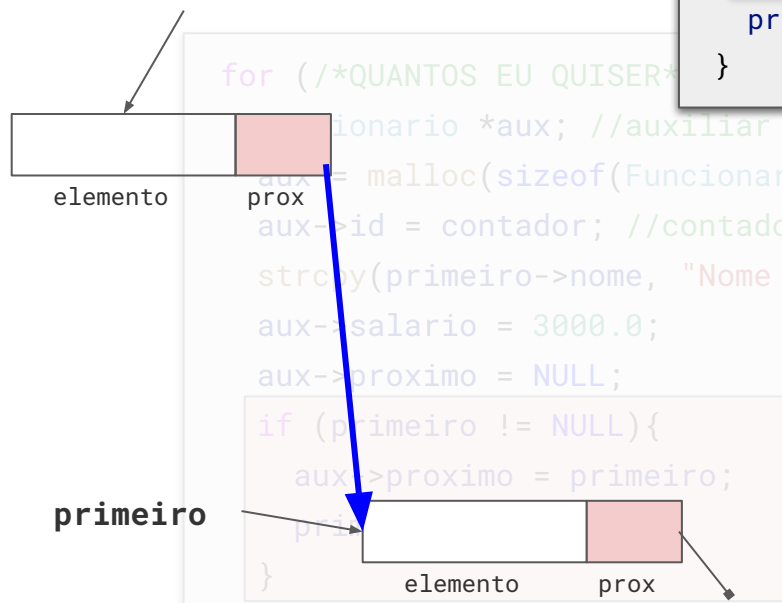 pr
}
for (/*QUANTOS EU QUISER*
ionario *aux; //auxiliar
aux = malloc(sizeof(Funcionar
elemento prox
aux->id = contador; //contado
strcpy(primeiro->nome, "Nome
aux->salario = 3000.0;
aux->proximo = NULL;
if (primeiro != NULL){
aux->proximo = primeiro;
primeiro
pri
}
elemento prox